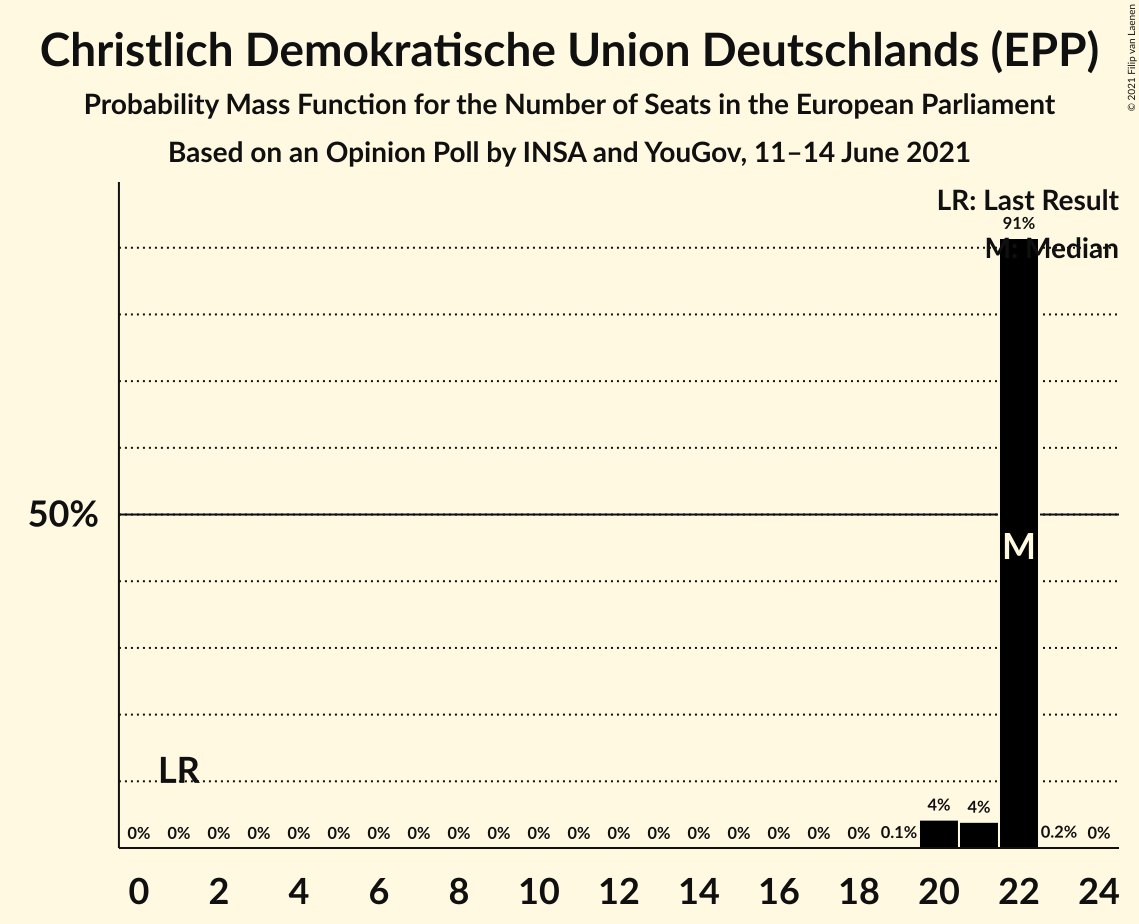 Christlich Demokratische Union Deutschlands (EPP)
Probability Mass Function for the Number of Seats in the European Parliament
Based on an Opinion Poll by INSA and YouGov, 11–14 June 2021
© 2021 Filip van Laenen
LR: Last Result
91%
M: Median
50%
M
LR
0% 0% 0% 0% 0% 0% 0% 0% 0% 0% 0% 0% 0% 0% 0% 0% 0% 0% 0% 0.1% 4% 4% 0.2% 0%
0 2 4 6 8 10 12 14 16 18 20 22 24